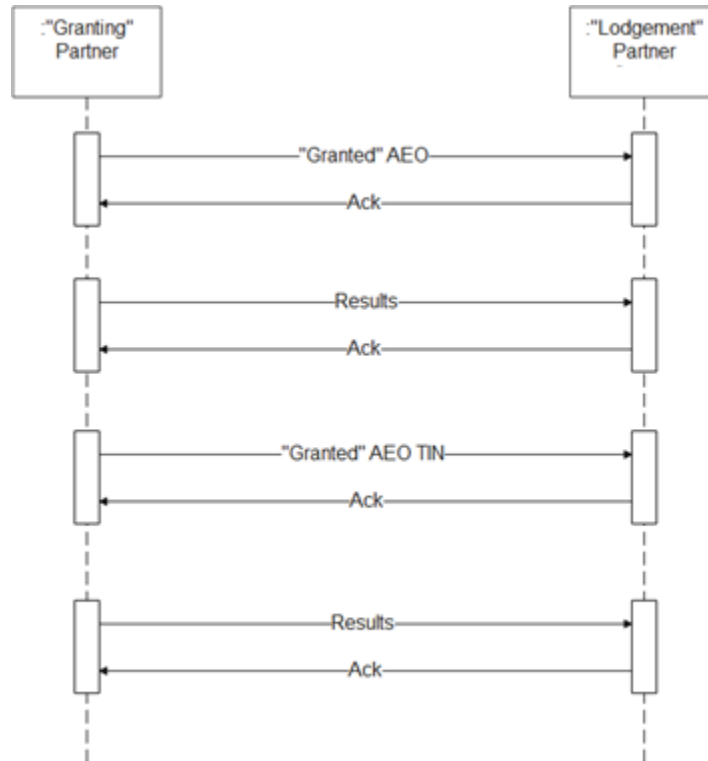 :"Granting"
Partner
:"Lodgement"
Partner
"Granted" AEO
Ack
Results
Ack
"Granted" AEO TIN
Ack
Results
Ack